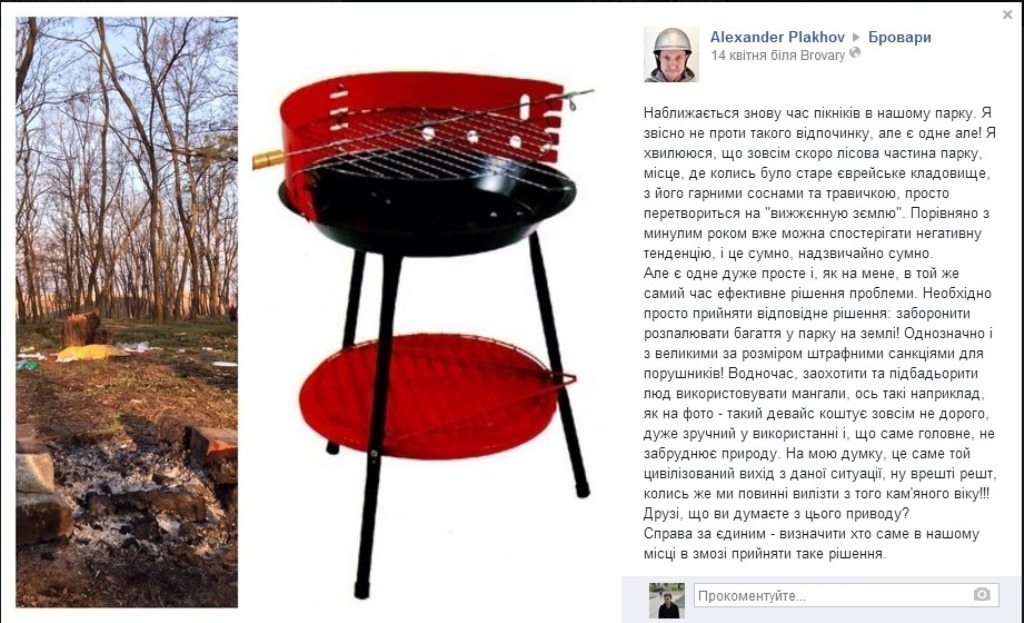 Alexander Plakhov ▸ Бровари
14 квітня біля Brovary
Наближається знову час пікніків в нашому парку. Я
звісно не проти такого відпочинку, але є одне але! Я
хвилююся, що зовсім скоро лісова частина парку,
місце, де колись було старе єврейське кладовище,
з його гарними соснами та травичкою, просто
перетвориться на "вижжєнную зємлю". Порівняно з
минулим роком вже можна спостерігати негативну
тенденцію, і це сумно, надзвичайно сумно.
Але є одне дуже просте і, як на мене, в той же
самий час ефективне рішення проблеми. Необхідно
просто прийняти відповідне рішення: заборонити
розпалювати багаття у парку на землі! Однозначно і
з великими за розміром штрафними санкціями для
порушників! Водночас, заохотити та підбадьорити
люд використовувати мангали, ось такі наприклад,
як на фото - такий девайс коштує зовсім не дорого,
дуже зручний у використанні і, що саме головне, не
забруднює природу. На мою думку, це саме той
цивілізований вихід з даної ситуації, ну врешті решт,
колись же ми повинні вилізти з того кам'яного віку!!!
Друзі, що ви думаєте з цього приводу?
Справа за єдиним - визначити хто саме в нашому
місці в змозі прийняти таке рішення.
Прокоментуйте...